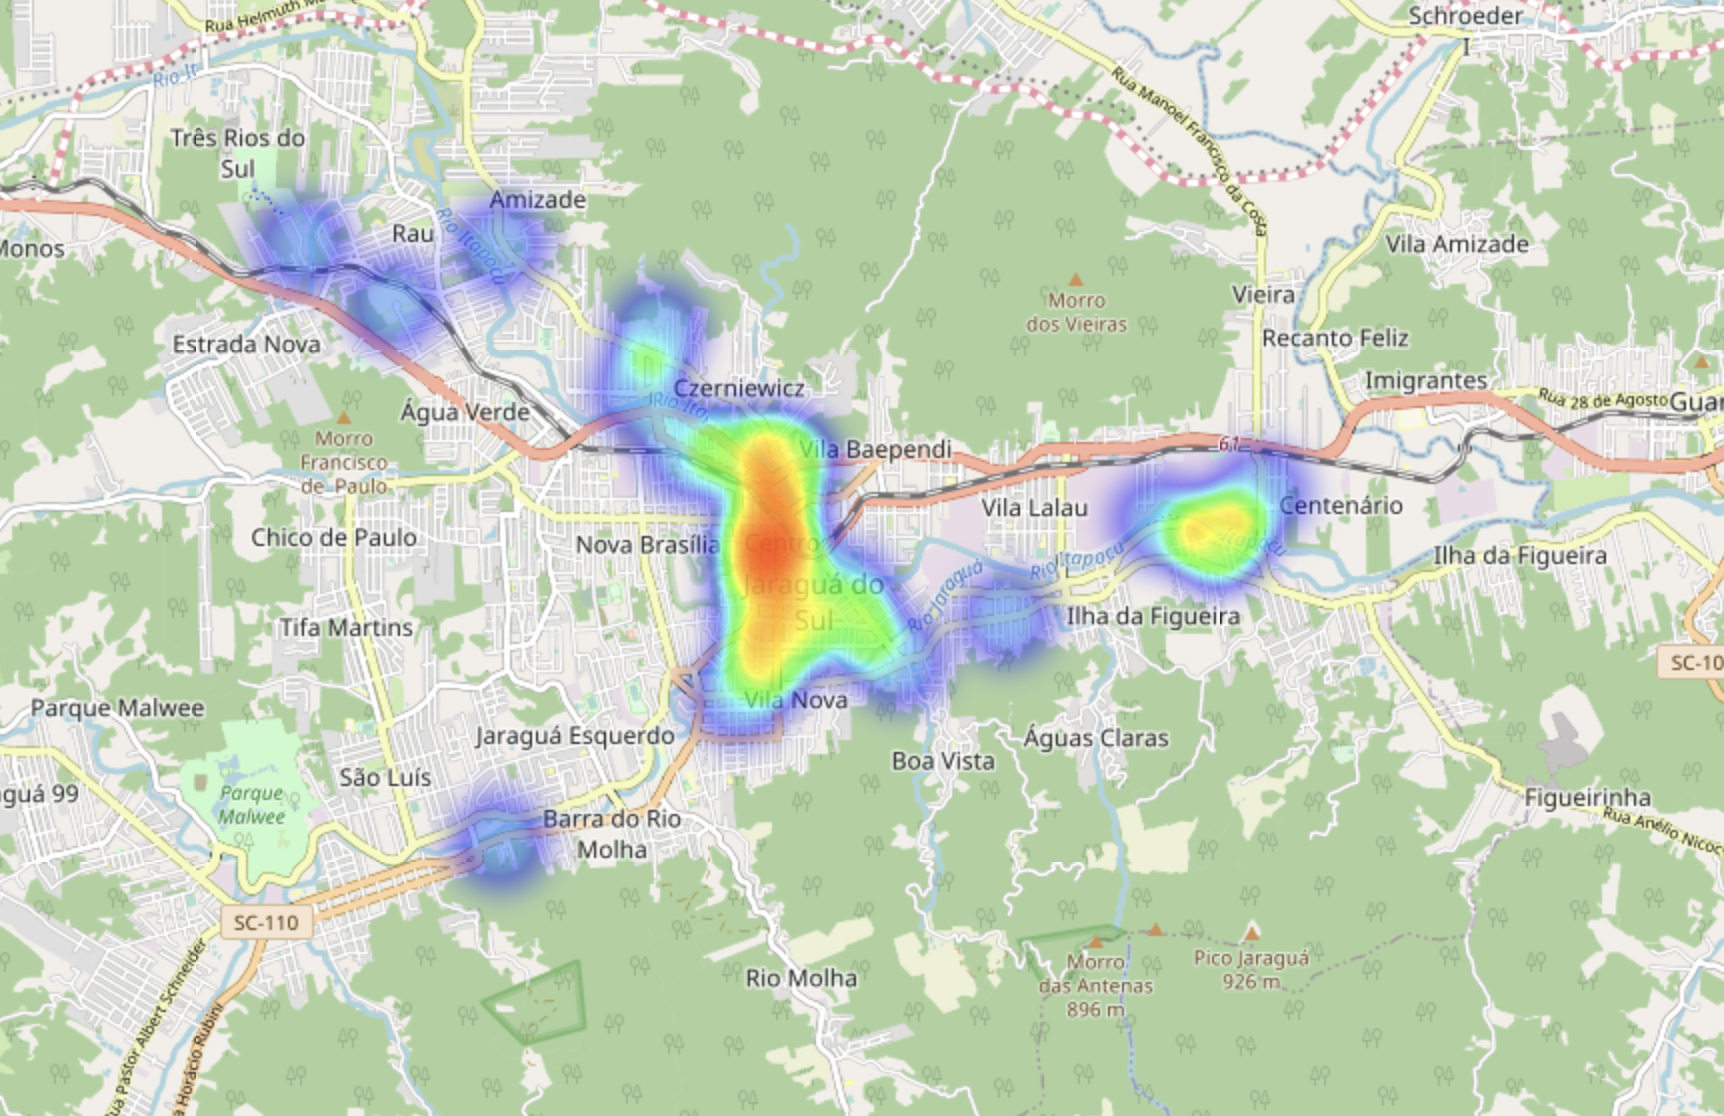 Rua Helmuth
Schroeder
I
Rio It
Rua Manoel Francisco da Costa
Três Rios do
Sul
Amizade
Rau
Rio Itapocu
Monos
Vila Amizade
Morro
dos Vieiras
Vieira
Recanto Feliz
Estrada Nova
Imigrantes
Czerniewicz
Rua 28 de Agosto
Guar
Rio Ita
Água Verde
Morro
Francisco
de Paulo
Vila Baependi
61
Vila Lalau
Centenário
Chico de Paulo
Nova Brasília
Centro
Itapocu
Rio Itapocu
Ilha da Figueira
Jaraguá do
Sul
Rio Jaraguá
Ilha da Figueira
Tifa Martins
SC-10
Parque Malwee
Vila Nova
Jaraguá Esquerdo
Águas Claras
Boa Vista
São Luís
guá 99
Parque
Malwee
Figueirinha
Barra do Rio
Molha
Rua Anélio Nicoc
SC-110
Rio Molha
Morro
das Antenas
896 m
Pico Jaraguá
926 m
ua Pastor Albert Schneider
a Horácio Rubini